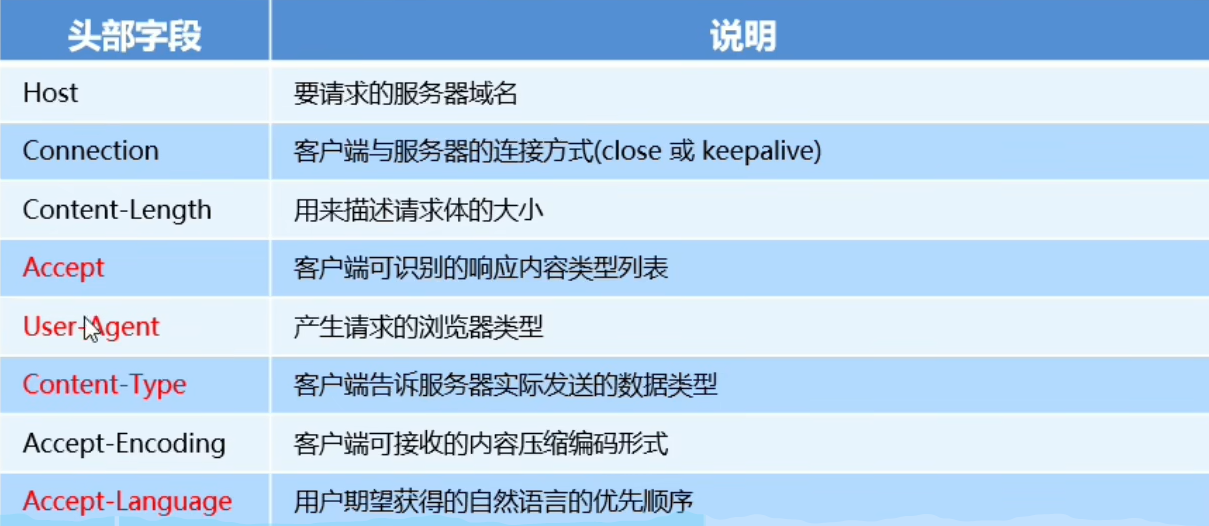 头部字段 说明
Host 要请求的服务器域名
Connection 客户端与服务器的连接方式(close 或 keepalive)
Content-Length 用来描述请求体的大小
Accept 客户端可识别的响应内容类型列表
User-Agent 产生请求的浏览器类型
Content-Type 客户端告诉服务器实际发送的数据类型
Accept-Encoding 客户端可接收的内容压缩编码形式
Accept-Language 用户期望获得的自然语言的优先顺序